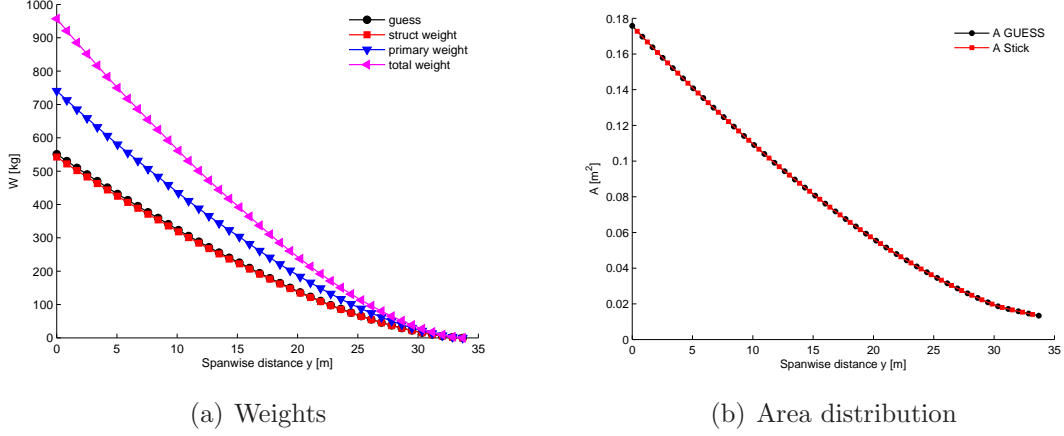 1000
900
800
700
600
500
400
300
200
100
0
W [kg]
0 5 10 15 20 25 30 35
Spanwise distance y [m]
guess
struct weight
primary weight
total weight
(a) Weights
0.18
0.16
0.14
0.12
0.1
0.08
0.06
0.04
0.02
0
A [m²]
0 5 10 15 20 25 30 35
Spanwise distance y [m]
A GUESS
A Stick
(b) Area distribution